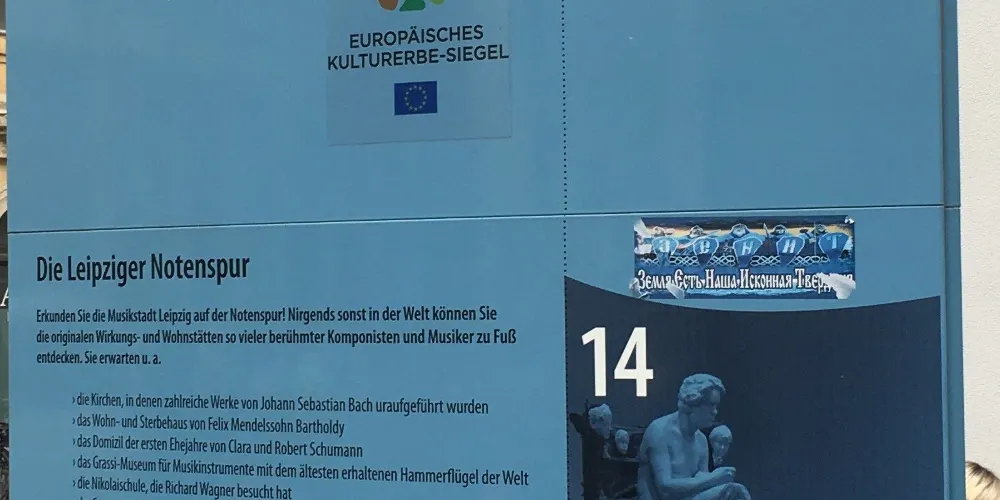 EUROPÄISCHES
KULTURERBE-SIEGEL
Die Leipziger Notenspur
Erkunden Sie die Musikstadt Leipzig auf der Notenspur! Nirgends sonst in der Welt können Sie
die originalen Wirkungs- und Wohnstätten so vieler berühmter Komponisten und Musiker zu Fuß
entdecken. Sie erwarten u. a.
› die Kirchen, in denen zahlreiche Werke von Johann Sebastian Bach uraufgeführt wurden
› das Wohn- und Sterbehaus von Felix Mendelssohn Bartholdy
› das Domizil der ersten Ehejahre von Clara und Robert Schumann
› das Grassi-Museum für Musikinstrumente mit dem ältesten erhaltenen Hammerflügel der Welt
› die Nikolaischule, die Richard Wagner besucht hat
Земля Есть Наша Исконная
14